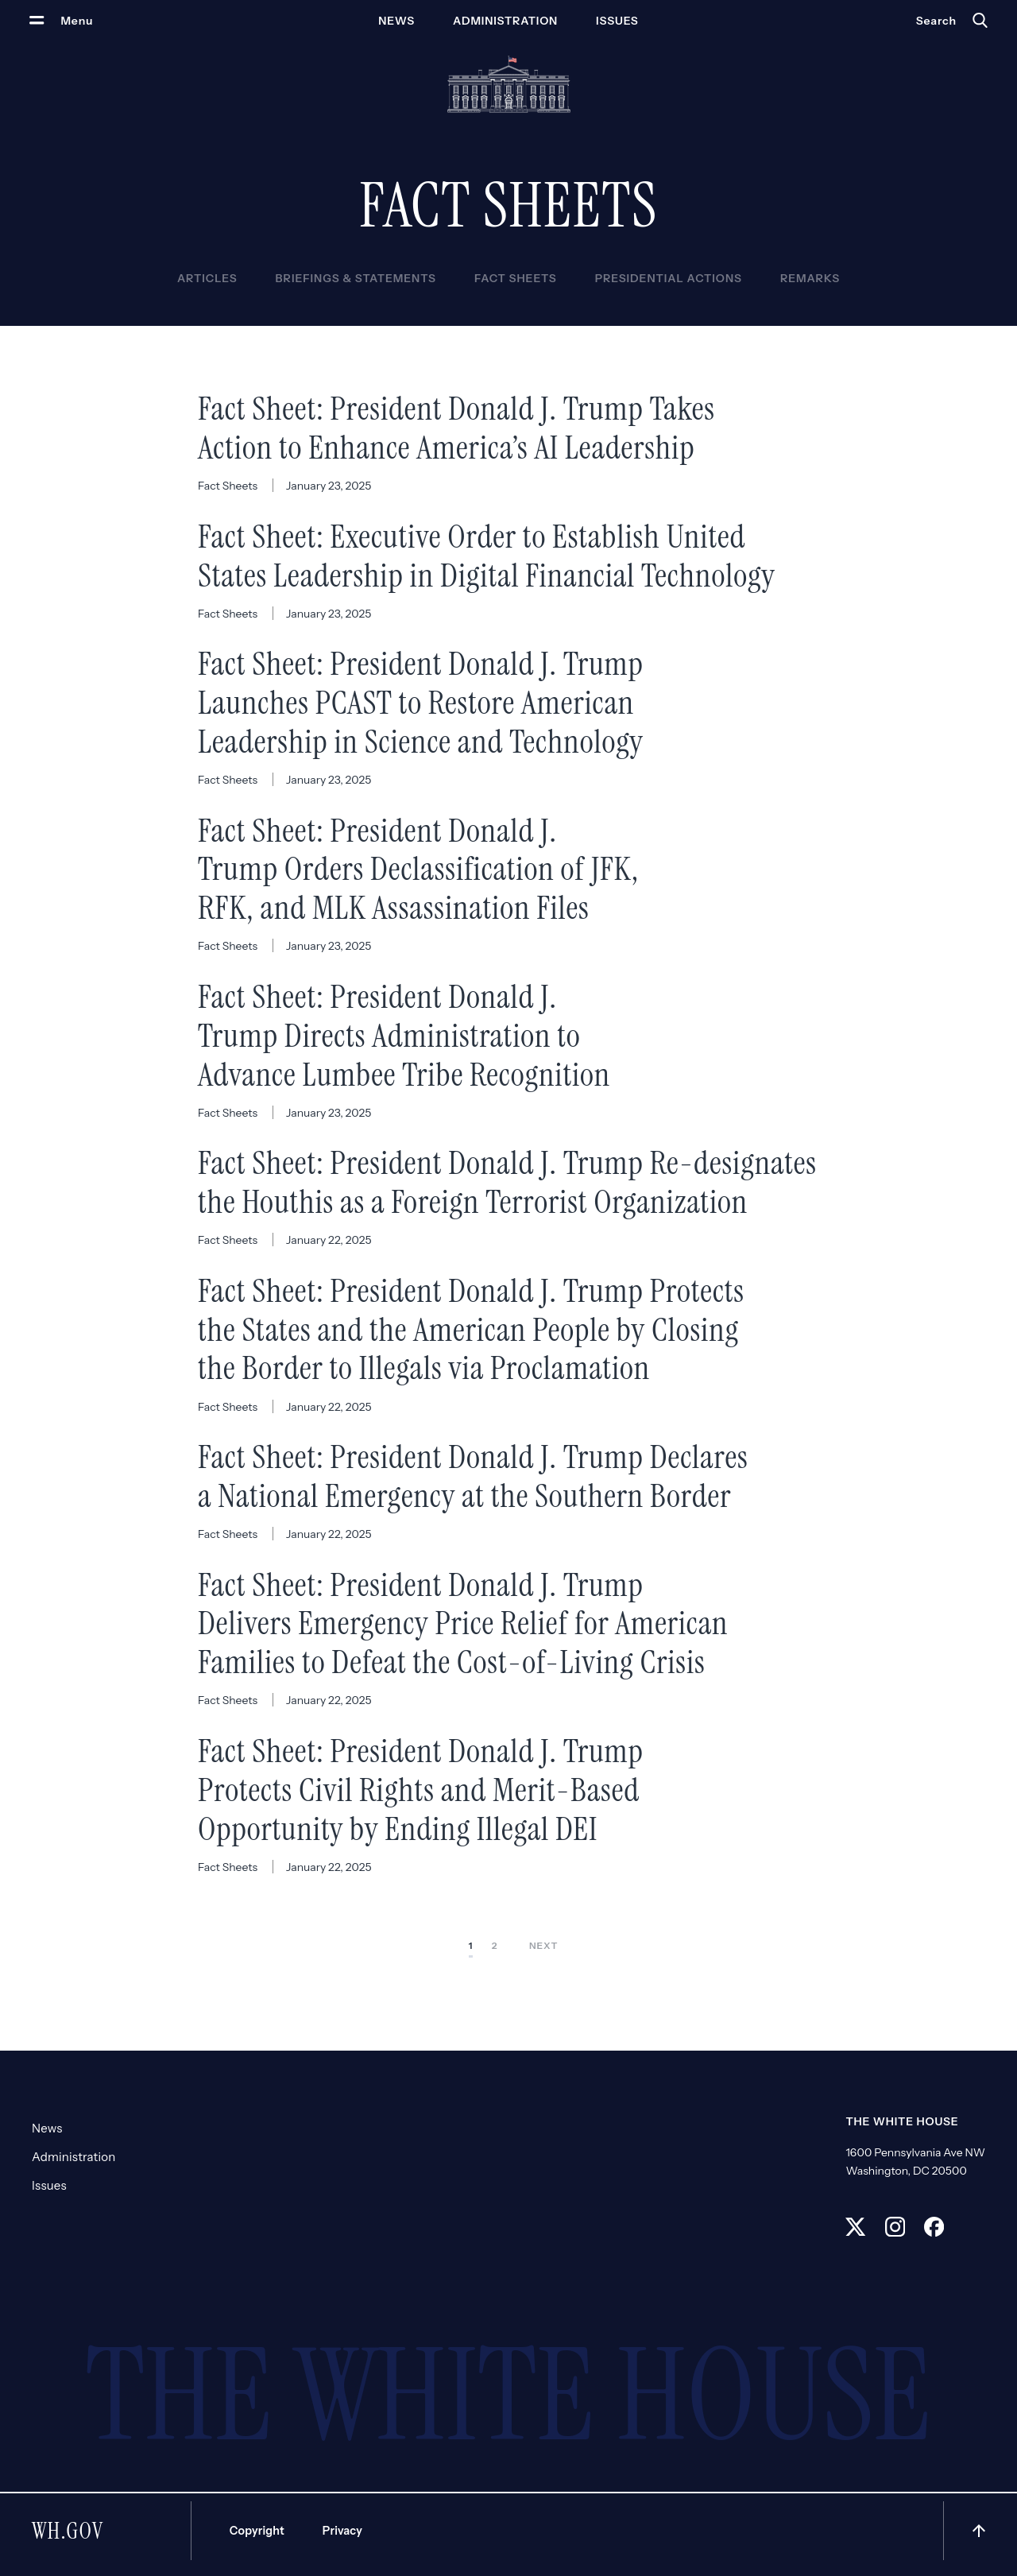 Menu
NEWS ADMINISTRATION ISSUES
Search
FACT SHEETS
ARTICLES BRIEFINGS & STATEMENTS FACT SHEETS PRESIDENTIAL ACTIONS REMARKS
Fact Sheet: President Donald J. Trump Takes
Action to Enhance America’s AI Leadership
Fact Sheets January 23, 2025
Fact Sheet: Executive Order to Establish United
States Leadership in Digital Financial Technology
Fact Sheets January 23, 2025
Fact Sheet: President Donald J. Trump
Launches PCAST to Restore American
Leadership in Science and Technology
Fact Sheets January 23, 2025
Fact Sheet: President Donald J.
Trump Orders Declassification of JFK,
RFK, and MLK Assassination Files
Fact Sheets January 23, 2025
Fact Sheet: President Donald J.
Trump Directs Administration to
Advance Lumbee Tribe Recognition
Fact Sheets January 23, 2025
Fact Sheet: President Donald J. Trump Re-designates
the Houthis as a Foreign Terrorist Organization
Fact Sheets January 22, 2025
Fact Sheet: President Donald J. Trump Protects
the States and the American People by Closing
the Border to Illegals via Proclamation
Fact Sheets January 22, 2025
Fact Sheet: President Donald J. Trump Declares
a National Emergency at the Southern Border
Fact Sheets January 22, 2025
Fact Sheet: President Donald J. Trump
Delivers Emergency Price Relief for American
Families to Defeat the Cost-of-Living Crisis
Fact Sheets January 22, 2025
Fact Sheet: President Donald J. Trump
Protects Civil Rights and Merit-Based
Opportunity by Ending Illegal DEI
Fact Sheets January 22, 2025
1 2 NEXT
News
Administration
Issues
THE WHITE HOUSE
1600 Pennsylvania Ave NW
Washington, DC 20500
THE WHITE HOUSE
WH.GOV
Copyright Privacy